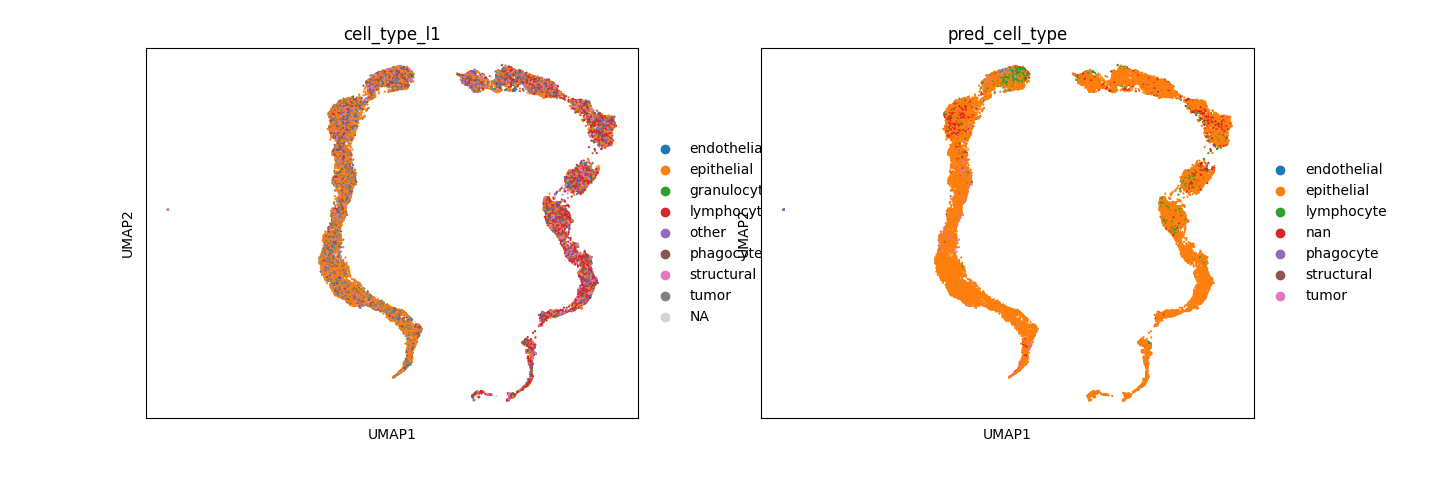 cell_type_l1
UMAP2
UMAP1
endothelia
epithelial
granulocyt
lymphocyt
other
phagocyte
structural
tumor
NA
pred_cell_type
UMAP2
UMAP1
endothelial
epithelial
lymphocyte
nan
phagocyte
structural
tumor